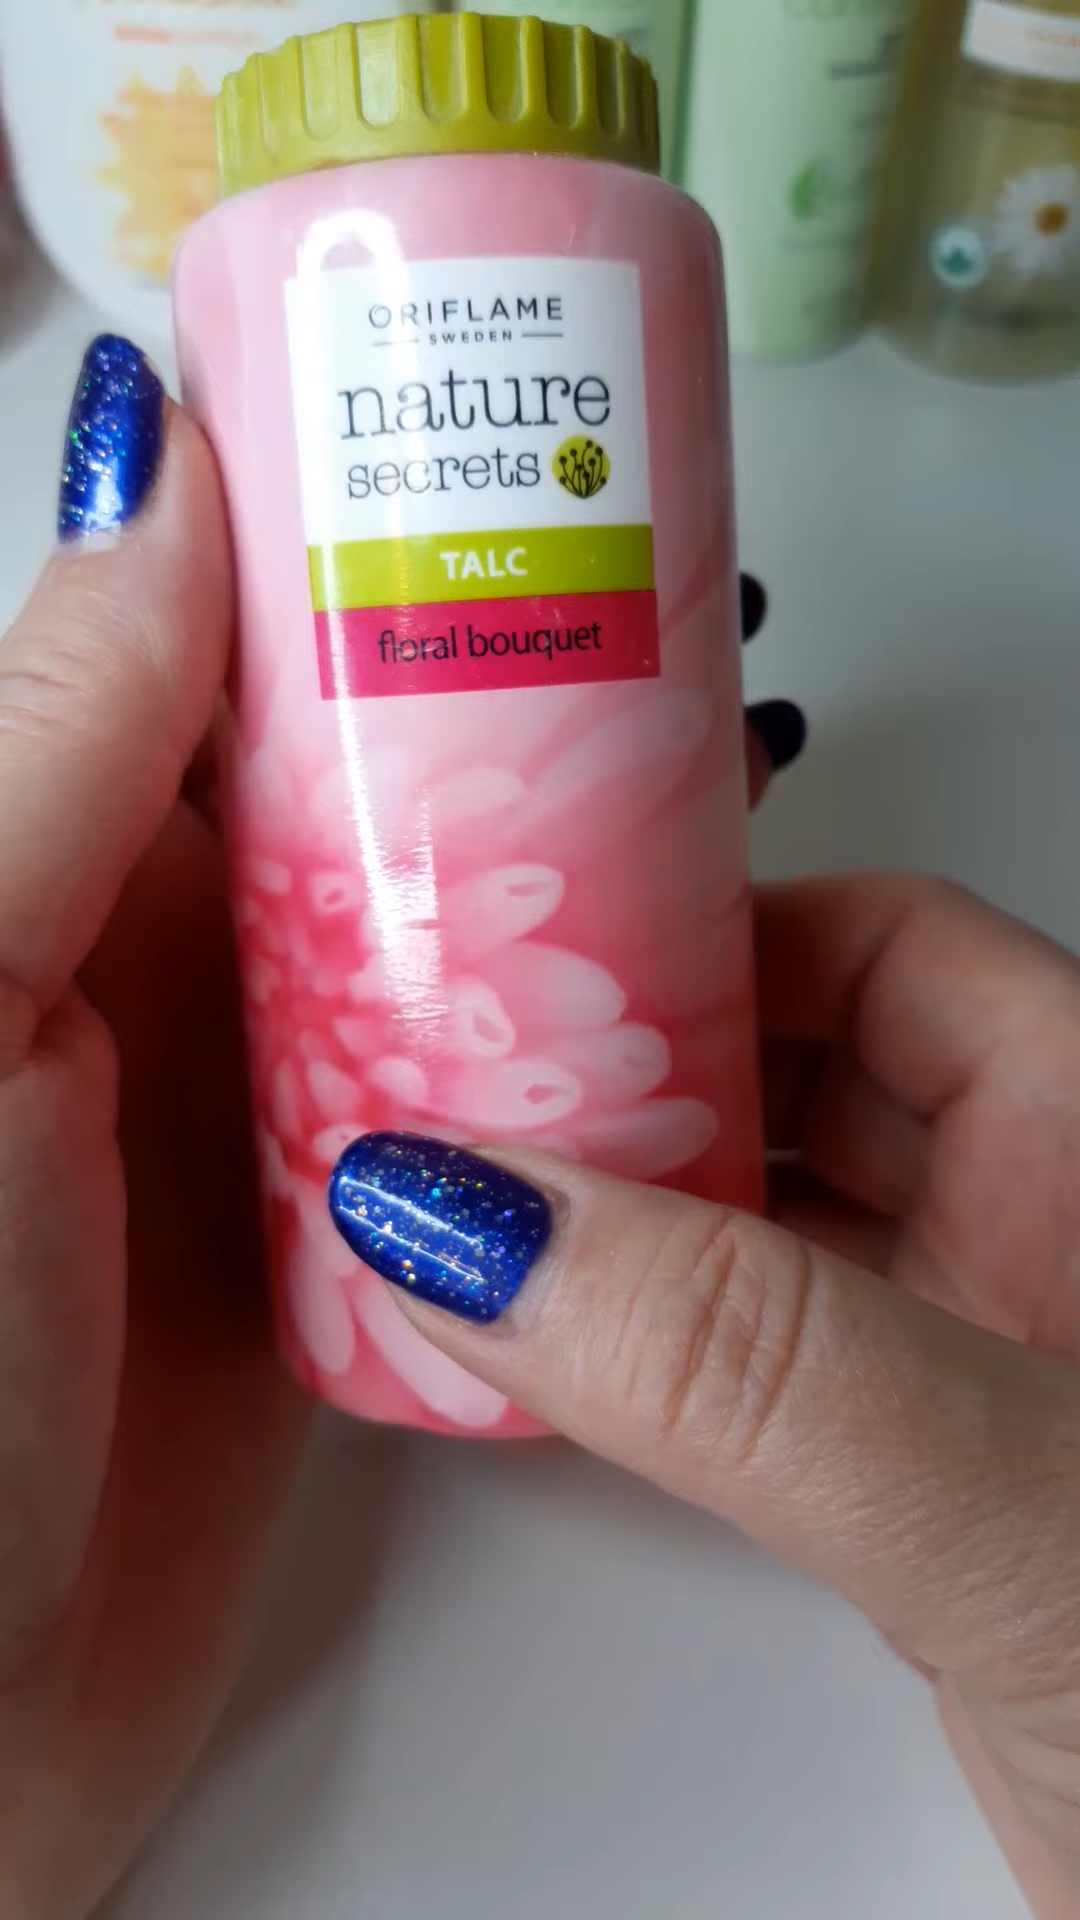 ORIFLAME
SWEDEN
nature
secrets
TALC
floral bouquet